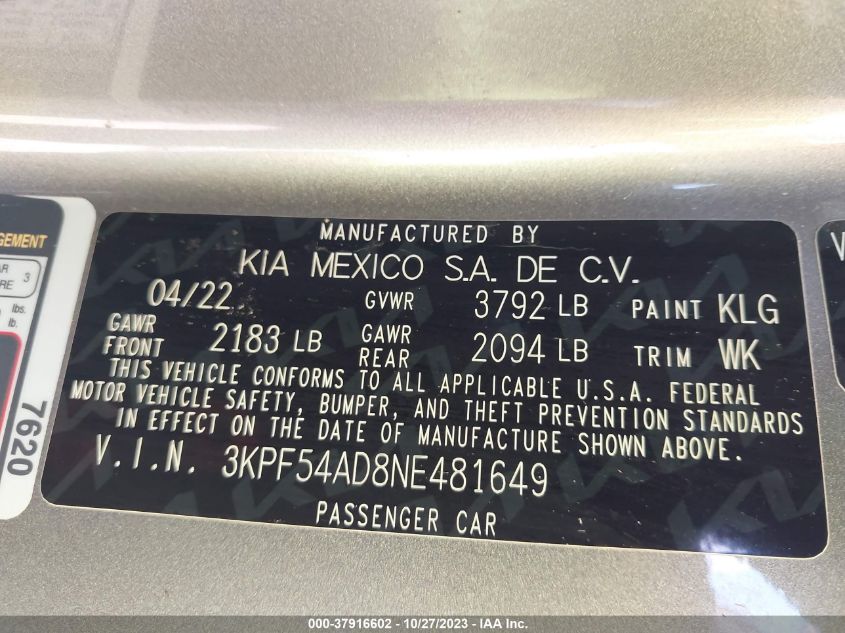 MANUFACTURED BY
KIA MEXICO S.A. DE C.V.
04/22 GVWR 3792 LB PAINT KLG
GAWR FRONT 2183 LB GAWR REAR 2094 LB TRIM WK
THIS VEHICLE CONFORMS TO ALL APPLICABLE U.S.A. FEDERAL
MOTOR VEHICLE SAFETY, BUMPER, AND THEFT PREVENTION STANDARDS
IN EFFECT ON THE DATE OF MANUFACTURE SHOWN ABOVE.
V.I.N. 3KPF54AD8NE481649
PASSENGER CAR
3
lbs.
lb.
7620
000-37916602 - 10/27/2023 - IAA Inc.